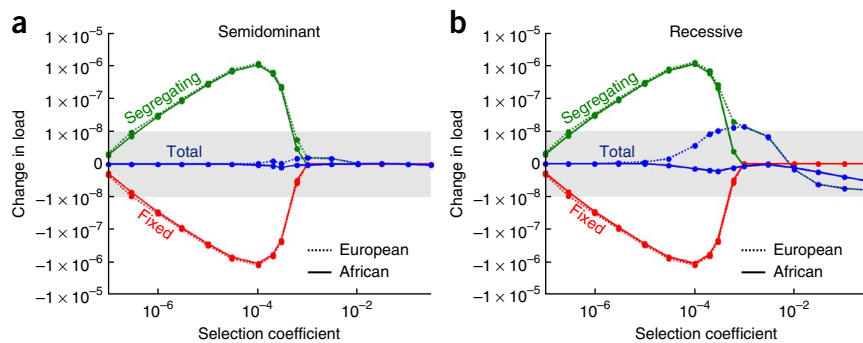 a
Semidominant
1 × 10⁻⁵
1 × 10⁻⁶
1 × 10⁻⁷
1 × 10⁻⁸
0
−1 × 10⁻⁸
−1 × 10⁻⁷
−1 × 10⁻⁶
−1 × 10⁻⁵
Change in load
Segregating
Total
Fixed
European
African
10⁻⁶
10⁻⁴
10⁻²
Selection coefficient
b
Recessive
1 × 10⁻⁵
1 × 10⁻⁶
1 × 10⁻⁷
1 × 10⁻⁸
0
−1 × 10⁻⁸
−1 × 10⁻⁷
−1 × 10⁻⁶
−1 × 10⁻⁵
Change in load
Segregating
Total
Fixed
European
African
10⁻⁶
10⁻⁴
10⁻²
Selection coefficient